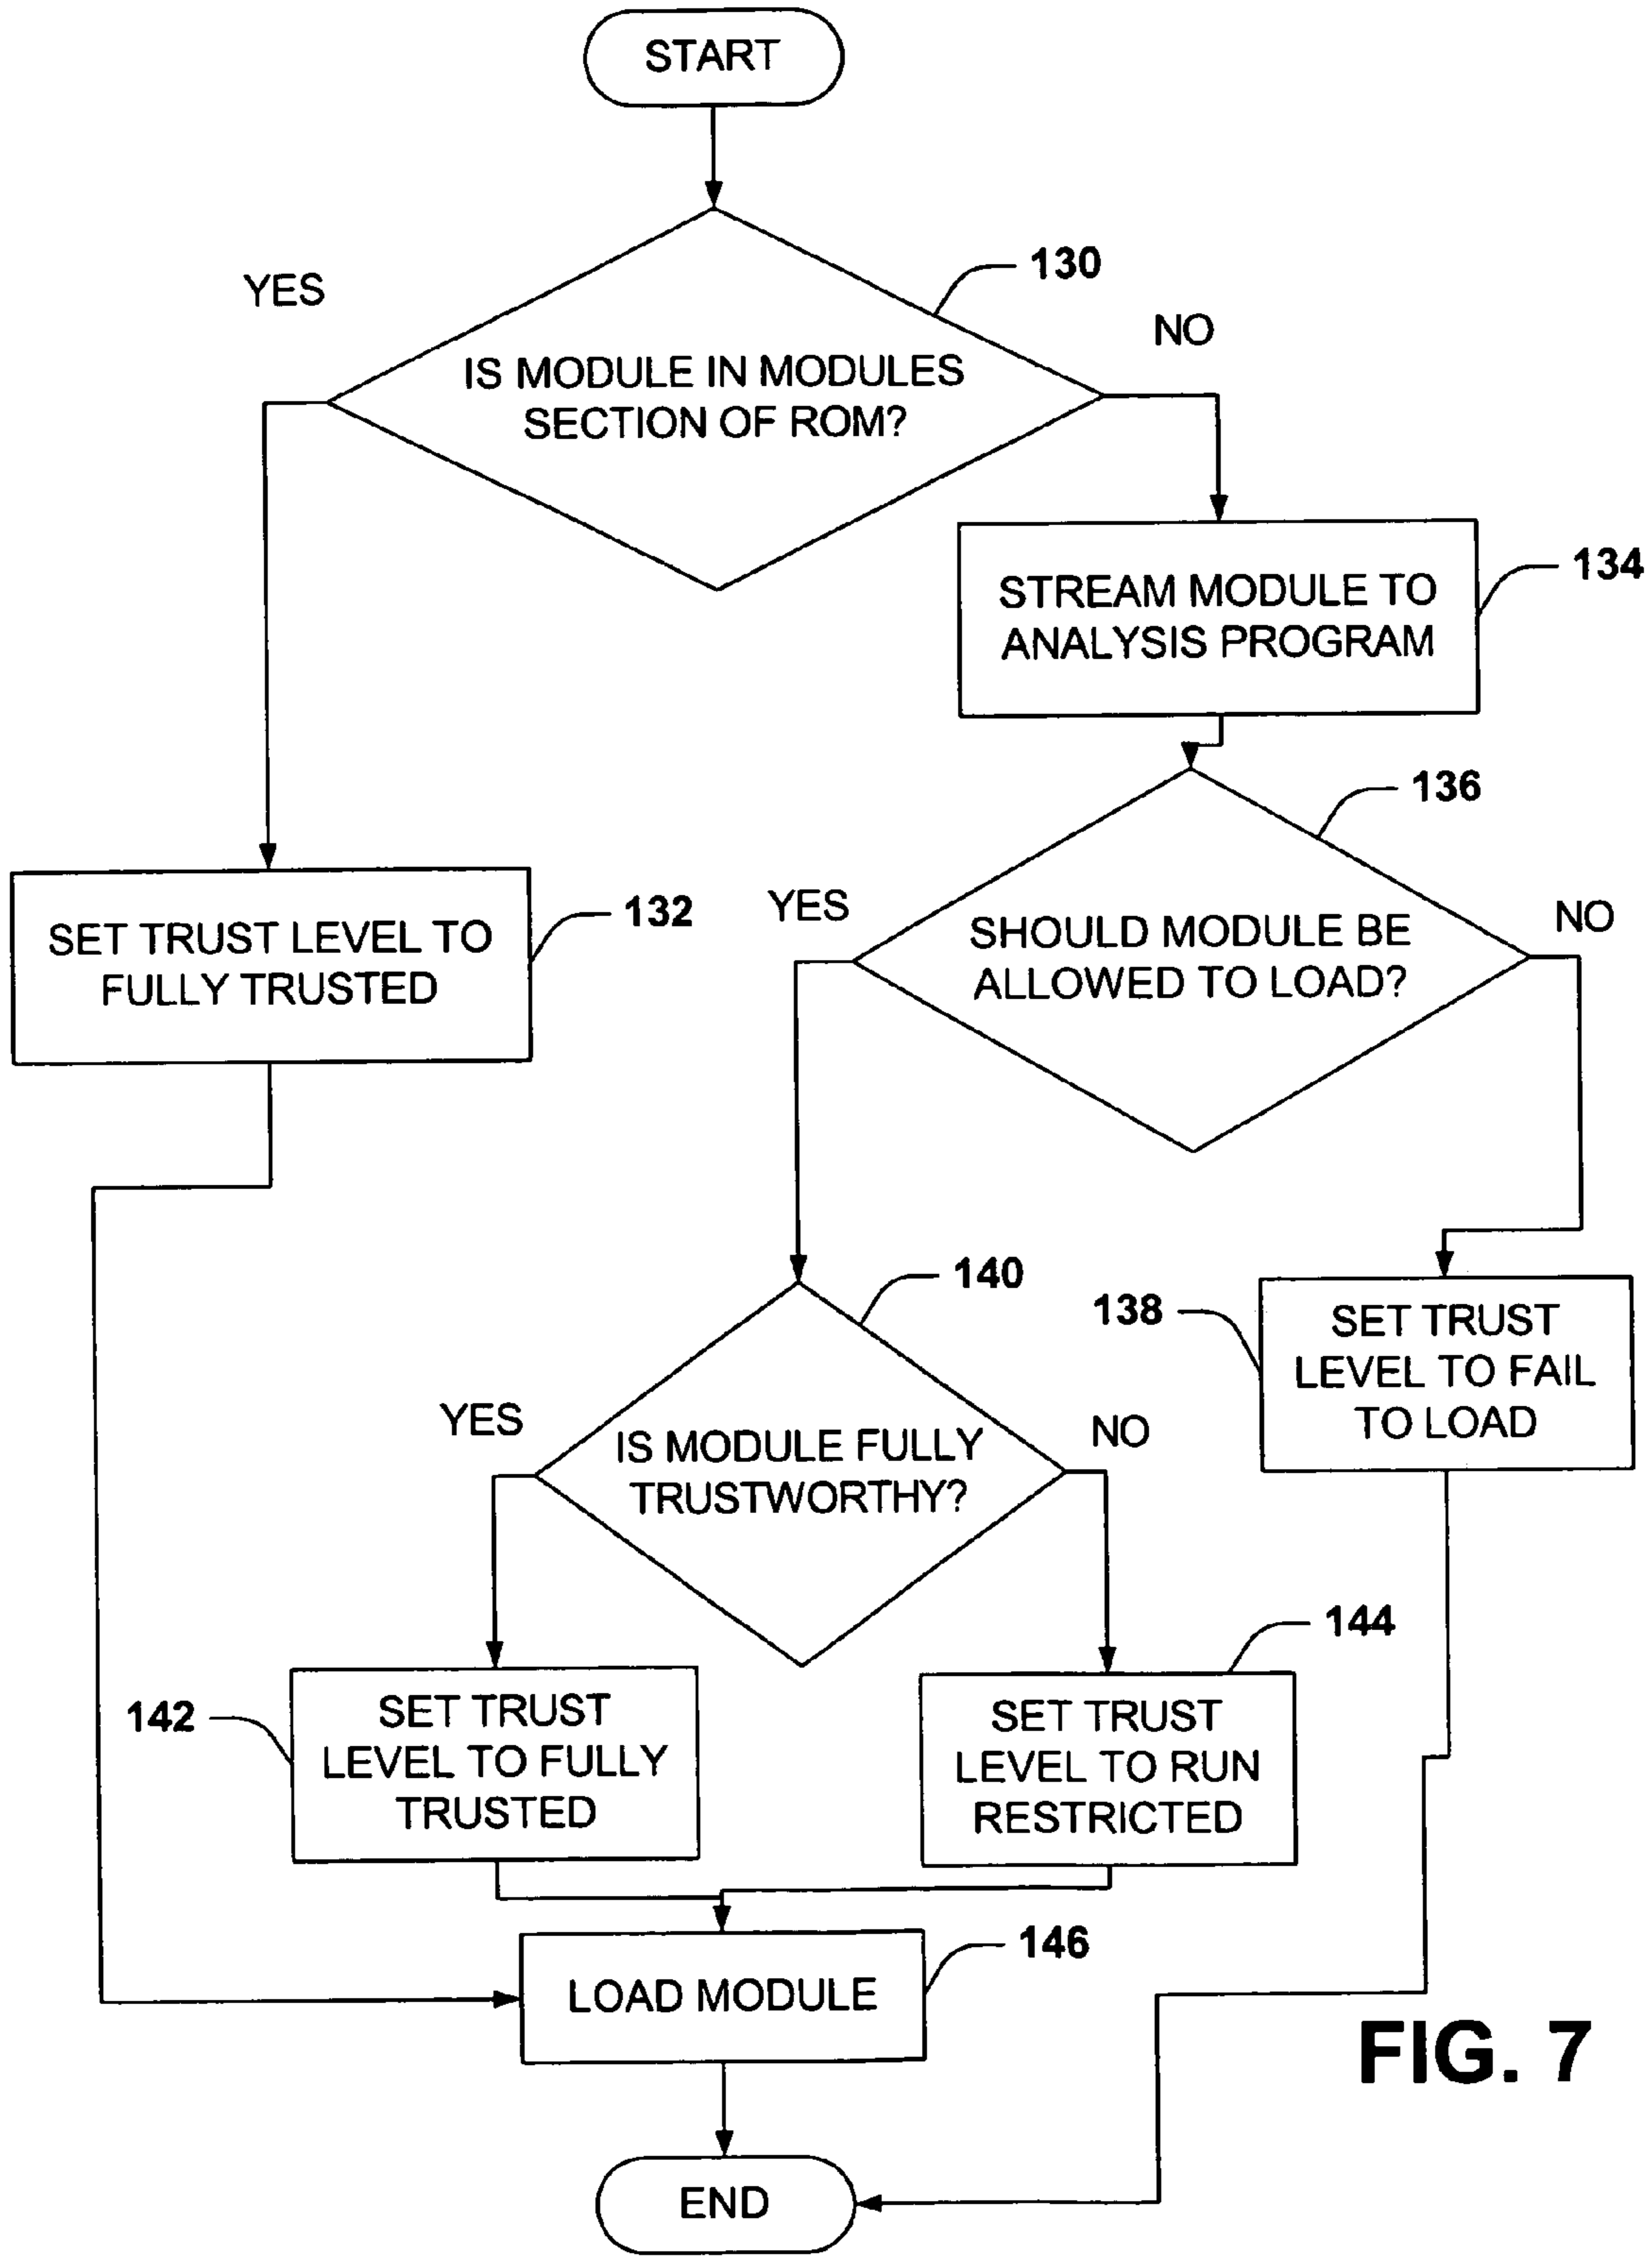 START
130
YES
NO
IS MODULE IN MODULES
SECTION OF ROM?
134
STREAM MODULE TO
ANALYSIS PROGRAM
136
YES
NO
SHOULD MODULE BE
ALLOWED TO LOAD?
132
SET TRUST LEVEL TO
FULLY TRUSTED
140
138
SET TRUST
LEVEL TO FAIL
TO LOAD
YES
NO
IS MODULE FULLY
TRUSTWORTHY?
144
142
SET TRUST
LEVEL TO FULLY
TRUSTED
SET TRUST
LEVEL TO RUN
RESTRICTED
146
LOAD MODULE
FIG. 7
END